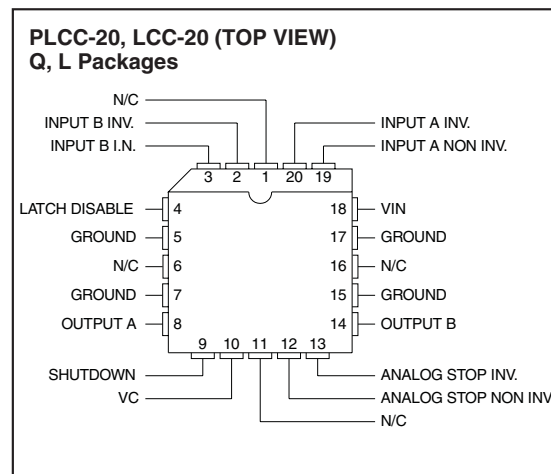 PLCC-20, LCC-20 (TOP VIEW)
Q, L Packages
N/C
INPUT B INV.
INPUT B I.N.
INPUT A INV.
INPUT A NON INV.
3 2 1 20 19
LATCH DISABLE 4
GROUND 5
N/C 6
GROUND 7
OUTPUT A 8
18 VIN
17 GROUND
16 N/C
15 GROUND
14 OUTPUT B
9 10 11 12 13
SHUTDOWN
VC
ANALOG STOP INV.
ANALOG STOP NON INV
N/C